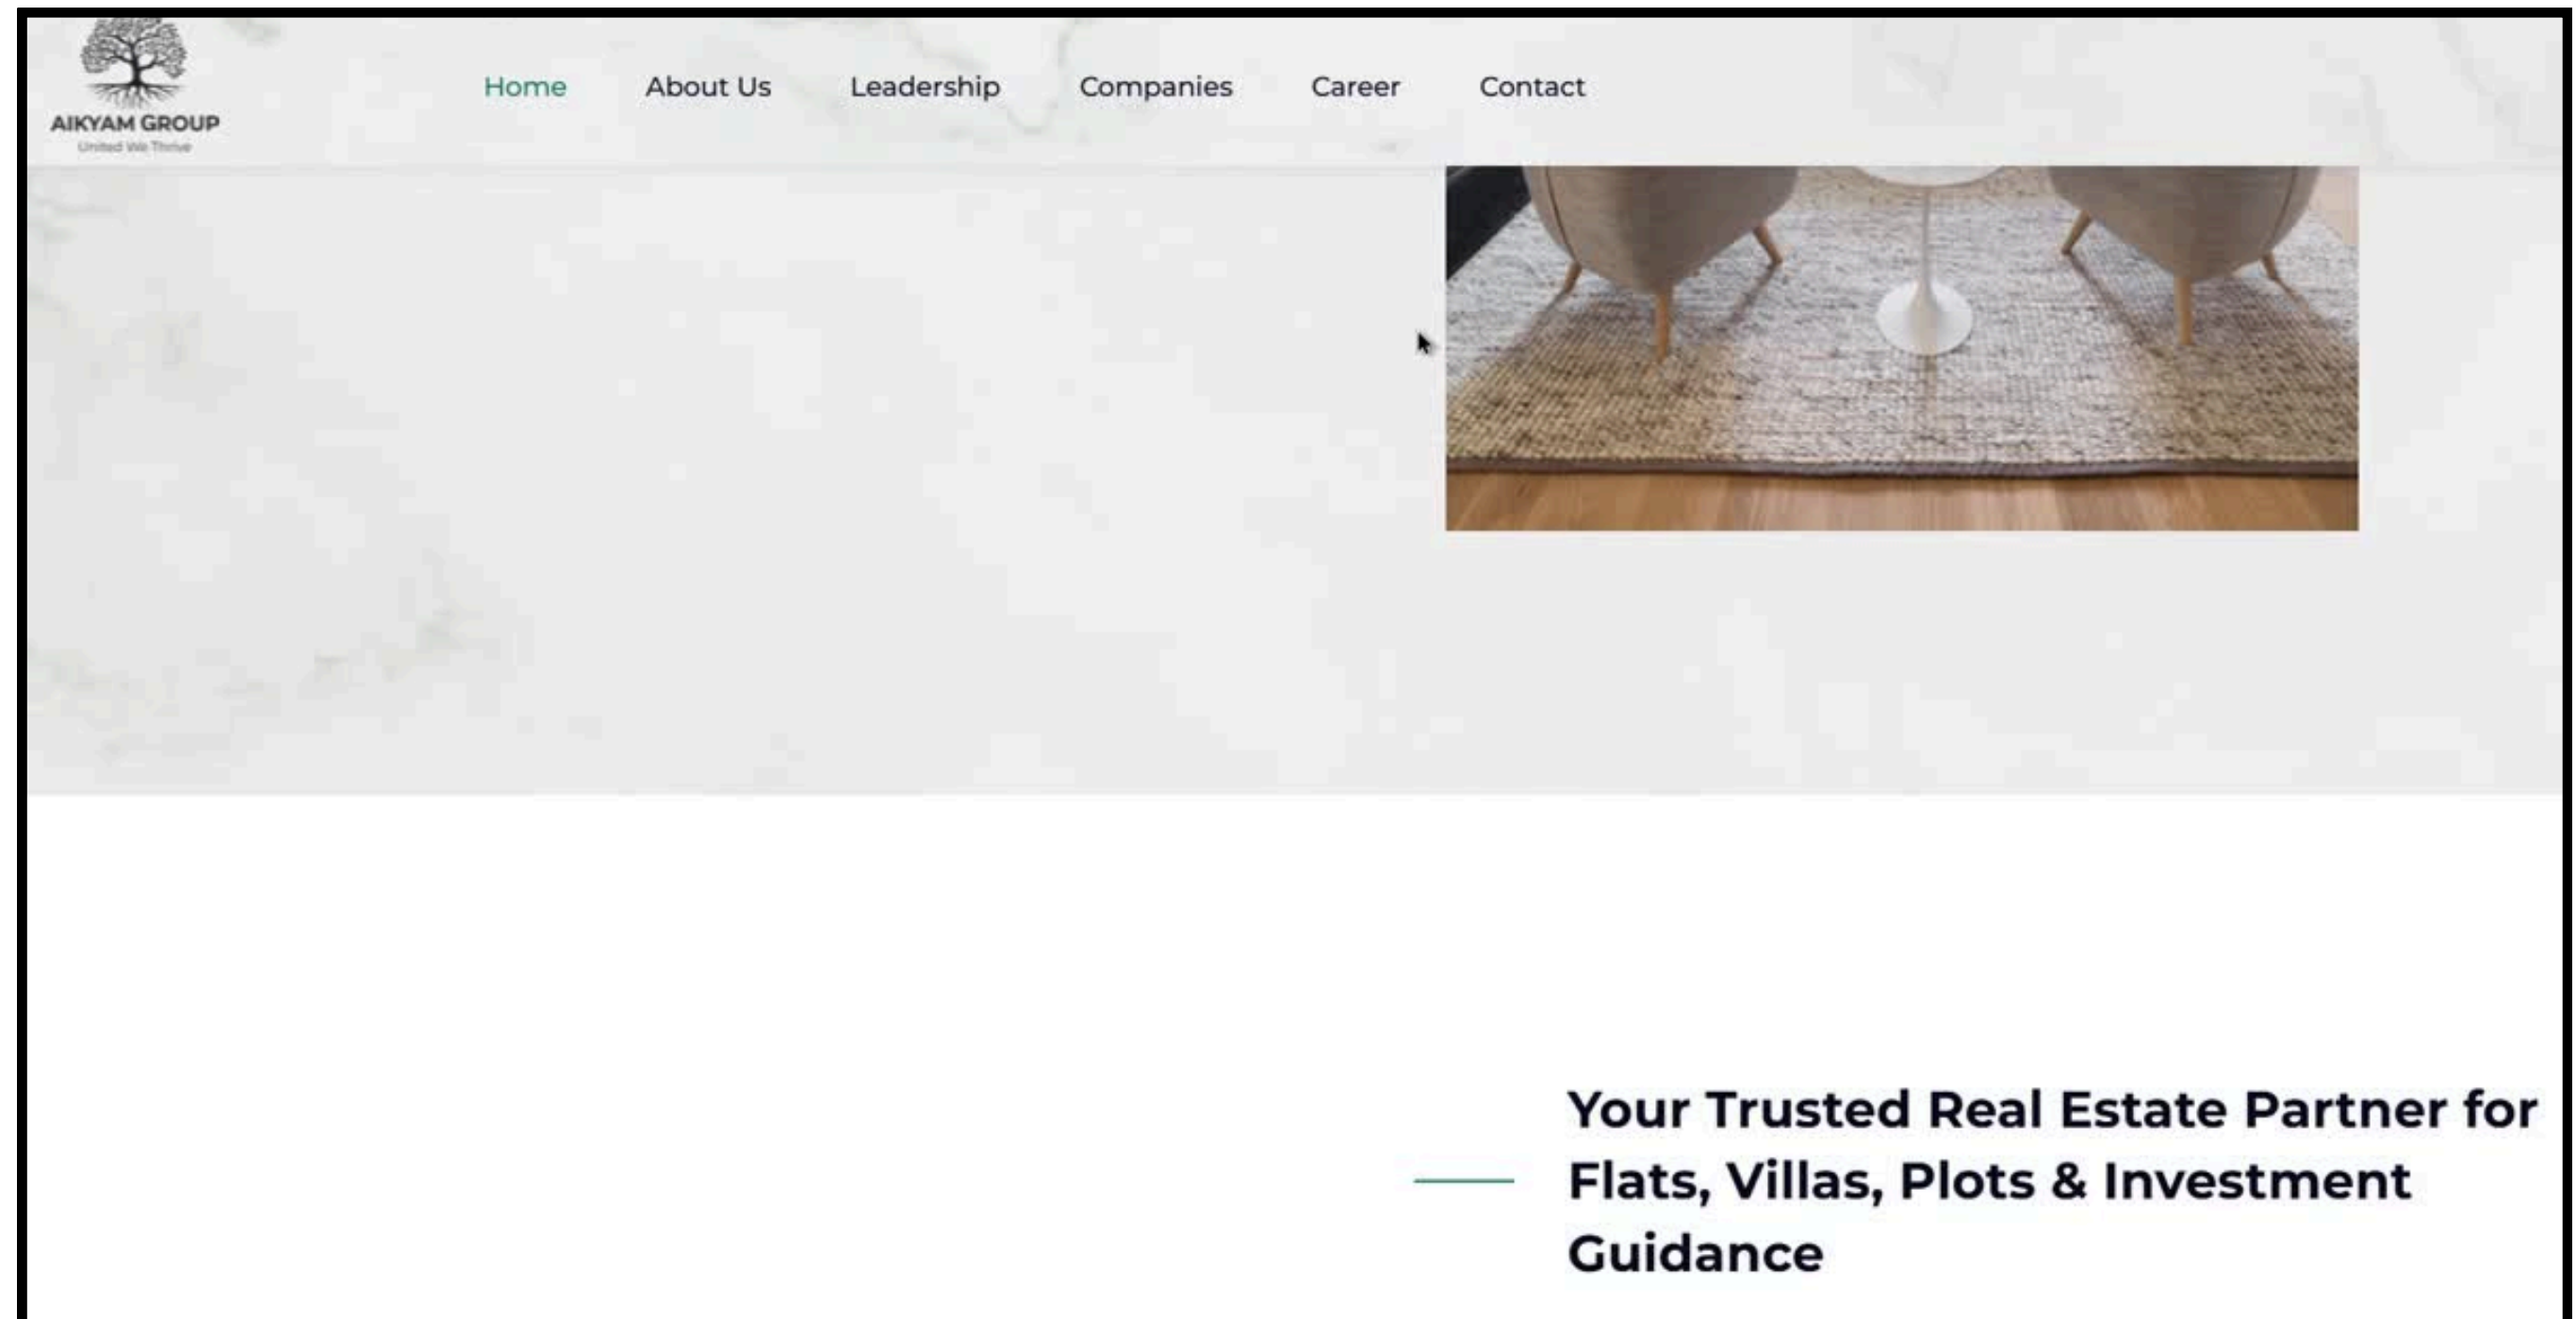 AIKYAM GROUP
United We Thrive
Home About Us Leadership Companies Career Contact
Your Trusted Real Estate Partner for
Flats, Villas, Plots & Investment
Guidance